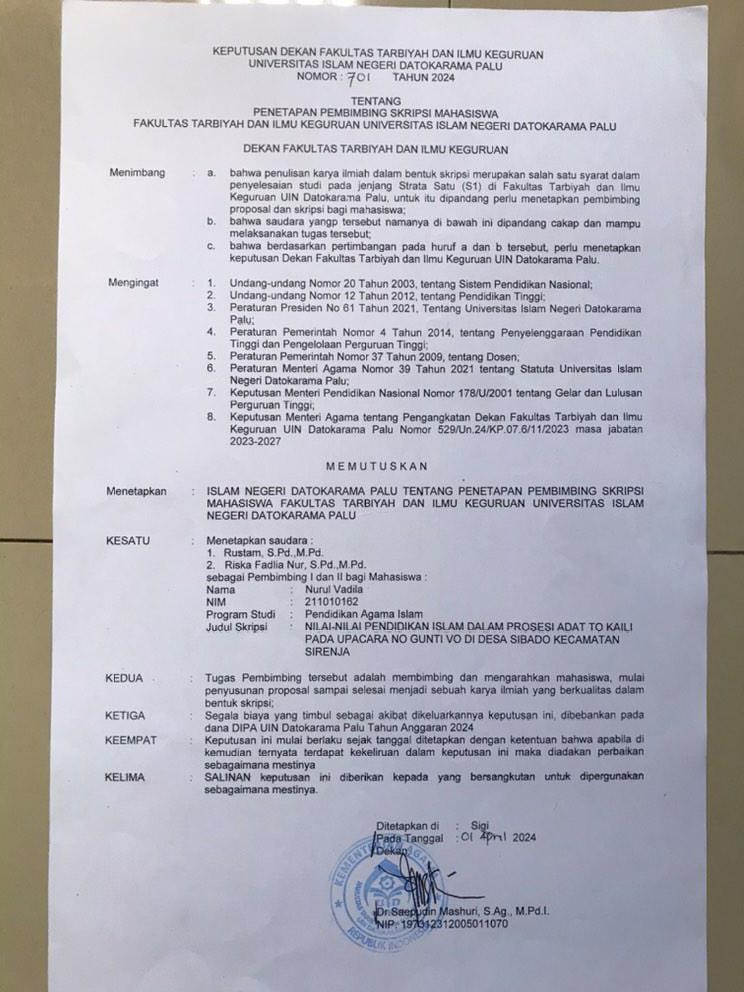 KEPUTUSAN DEKAN FAKULTAS TARBIYAH DAN ILMU KEGURUAN
UNIVERSITAS ISLAM NEGERI DATOKARAMA PALU
NOMOR : 701 TAHUN 2024
TENTANG
PENETAPAN PEMBIMBING SKRIPSI MAHASISWA
FAKULTAS TARBIYAH DAN ILMU KEGURUAN UNIVERSITAS ISLAM NEGERI DATOKARAMA PALU
DEKAN FAKULTAS TARBIYAH DAN ILMU KEGURUAN
Menimbang : a. bahwa penulisan karya ilmiah dalam bentuk skripsi merupakan salah satu syarat dalam
penyelesaian studi pada jenjang Strata Satu (S1) di Fakultas Tarbiyah dan Ilmu
Keguruan UIN Datokarama Palu, untuk itu dipandang perlu menetapkan pembimbing
proposal dan skripsi bagi mahasiswa;
b. bahwa saudara yangp tersebut namanya di bawah ini dipandang cakap dan mampu
melaksanakan tugas tersebut;
c. bahwa berdasarkan pertimbangan pada huruf a dan b tersebut, perlu menetapkan
keputusan Dekan Fakultas Tarbiyah dan Ilmu Keguruan UIN Datokarama Palu.
Mengingat : 1. Undang-undang Nomor 20 Tahun 2003, tentang Sistem Pendidikan Nasional;
2. Undang-undang Nomor 12 Tahun 2012, tentang Pendidikan Tinggi;
3. Peraturan Presiden No 61 Tahun 2021, Tentang Universitas Islam Negeri Datokarama
Palu;
4. Peraturan Pemerintah Nomor 4 Tahun 2014, tentang Penyelenggaraan Pendidikan
Tinggi dan Pengelolaan Perguruan Tinggi;
5. Peraturan Pemerintah Nomor 37 Tahun 2009, tentang Dosen;
6. Peraturan Menteri Agama Nomor 39 Tahun 2021 tentang Statuta Universitas Islam
Negeri Datokarama Palu;
7. Keputusan Menteri Pendidikan Nasional Nomor 178/U/2001 tentang Gelar dan Lulusan
Perguruan Tinggi;
8. Keputusan Menteri Agama tentang Pengangkatan Dekan Fakultas Tarbiyah dan Ilmu
Keguruan UIN Datokarama Palu Nomor 529/Un.24/KP.07.6/11/2023 masa jabatan
2023-2027
M E M U T U S K A N
Menetapkan : ISLAM NEGERI DATOKARAMA PALU TENTANG PENETAPAN PEMBIMBING SKRIPSI
MAHASISWA FAKULTAS TARBIYAH DAN ILMU KEGURUAN UNIVERSITAS ISLAM
NEGERI DATOKARAMA PALU
KESATU : Menetapkan saudara :
1. Rustam, S.Pd.,M.Pd.
2. Riska Fadlia Nur, S.Pd.,M.Pd.
sebagai Pembimbing I dan II bagi Mahasiswa :
Nama : Nurul Vadila
NIM : 211010162
Program Studi : Pendidikan Agama Islam
Judul Skripsi : NILAI-NILAI PENDIDIKAN ISLAM DALAM PROSESI ADAT TO KAILI
PADA UPACARA NO GUNTI VO DI DESA SIBADO KECAMATAN
SIRENJA
KEDUA : Tugas Pembimbing tersebut adalah membimbing dan mengarahkan mahasiswa, mulai
penyusunan proposal sampai selesai menjadi sebuah karya ilmiah yang berkualitas dalam
bentuk skripsi;
KETIGA : Segala biaya yang timbul sebagai akibat dikeluarkannya keputusan ini, dibebankan pada
dana DIPA UIN Datokarama Palu Tahun Anggaran 2024
KEEMPAT : Keputusan ini mulai berlaku sejak tanggal ditetapkan dengan ketentuan bahwa apabila di
kemudian ternyata terdapat kekeliruan dalam keputusan ini maka diadakan perbaikan
sebagaimana mestinya
KELIMA : SALINAN keputusan ini diberikan kepada yang bersangkutan untuk dipergunakan
sebagaimana mestinya.
Ditetapkan di : Sigi
Pada Tanggal : 01 April 2024
Dekan,
KEMENTERIAN AGAMA
REPUBLIK INDONESIA
Dr. Saepudin Mashuri, S.Ag., M.Pd.I.
NIP. 197312312005011070